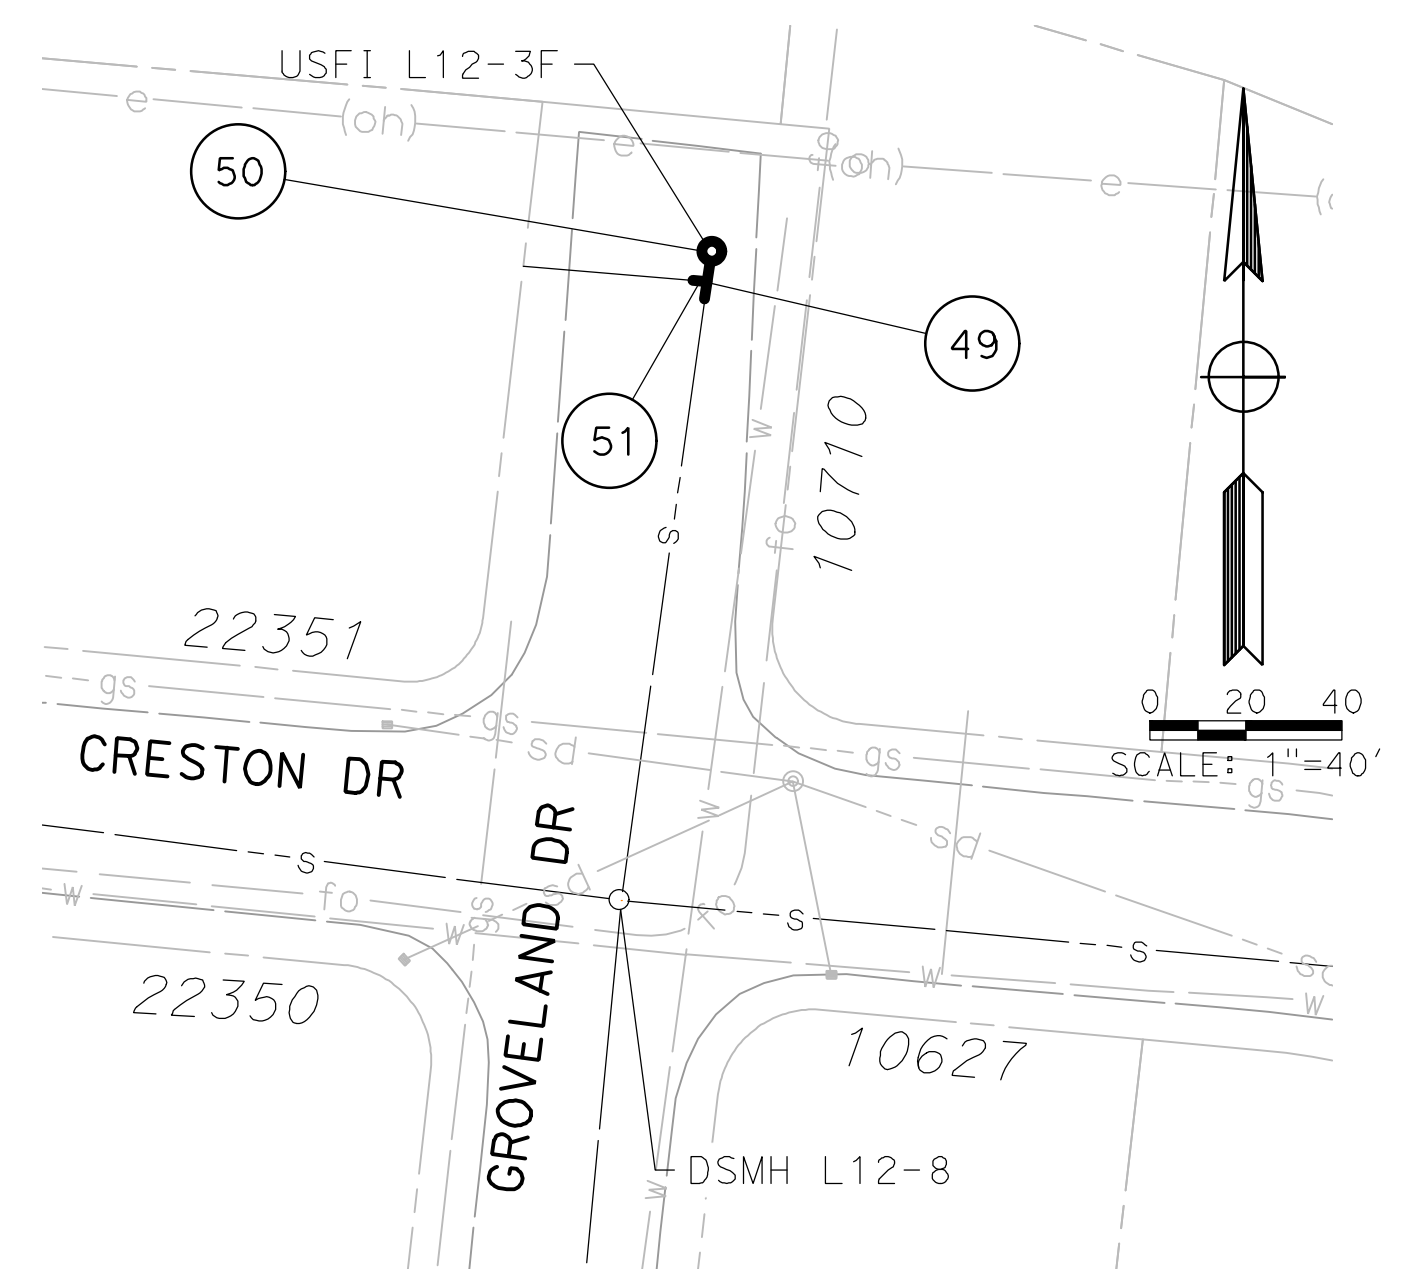 USFI L12-3F
e
(oh)
e
f
o
(oh)
e
50
49
51
w
fo
10710
s
22351
gs
gs
sd
gs
gs
0 20 40
SCALE: 1"=40'
CRESTON DR
GROVELAND DR
w
s
sd
sd
fo
w
w
gs
fo
s
s
w
w
22350
10627
DSMH L12-8
w